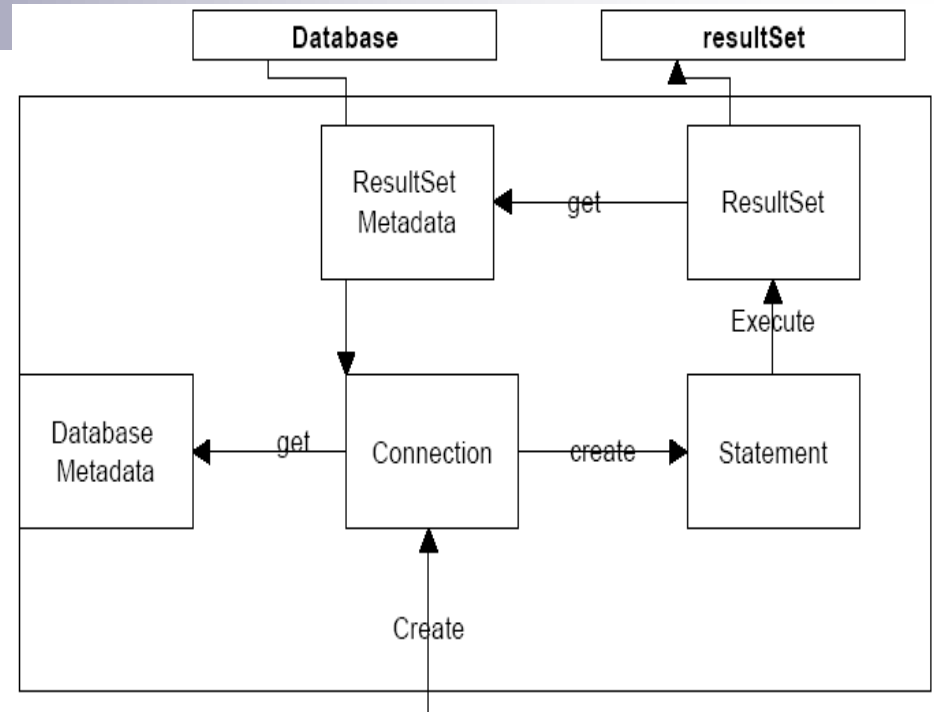 Database
resultSet
ResultSet
Metadata
get
ResultSet
Execute
Database
Metadata
get
Connection
create
Statement
Create